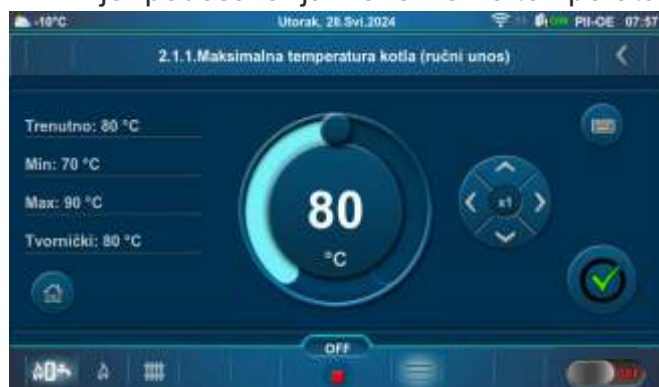 -10°C Utorak, 28.Svi.2024 PII-OE 07:57
2.1.1.Maksimalna temperatura kotla (ručni unos)
Trenutno: 80 °C
Min: 70 °C
Max: 90 °C
Tvornički: 80 °C
80
°C
x1
OFF
OFF